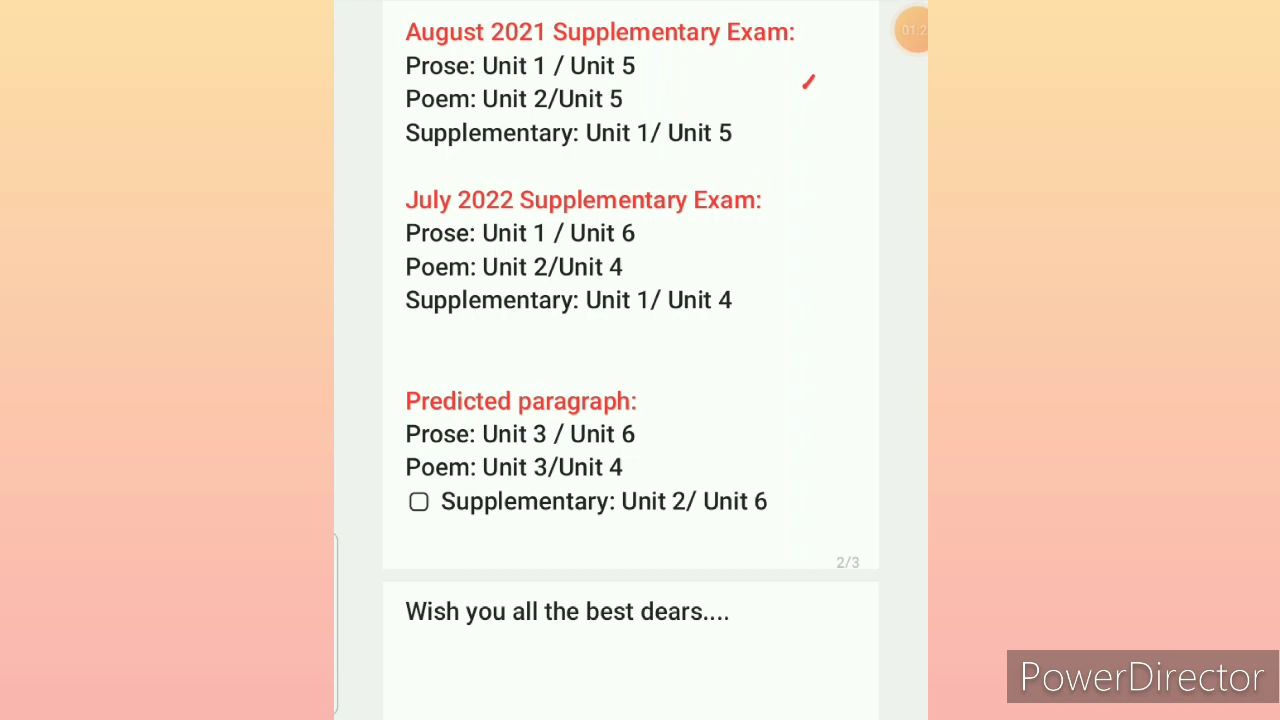 August 2021 Supplementary Exam:
Prose: Unit 1 / Unit 5
Poem: Unit 2/Unit 5
Supplementary: Unit 1/ Unit 5
July 2022 Supplementary Exam:
Prose: Unit 1 / Unit 6
Poem: Unit 2/Unit 4
Supplementary: Unit 1/ Unit 4
Predicted paragraph:
Prose: Unit 3 / Unit 6
Poem: Unit 3/Unit 4
Supplementary: Unit 2/ Unit 6
2/3
Wish you all the best dears....
PowerDirector